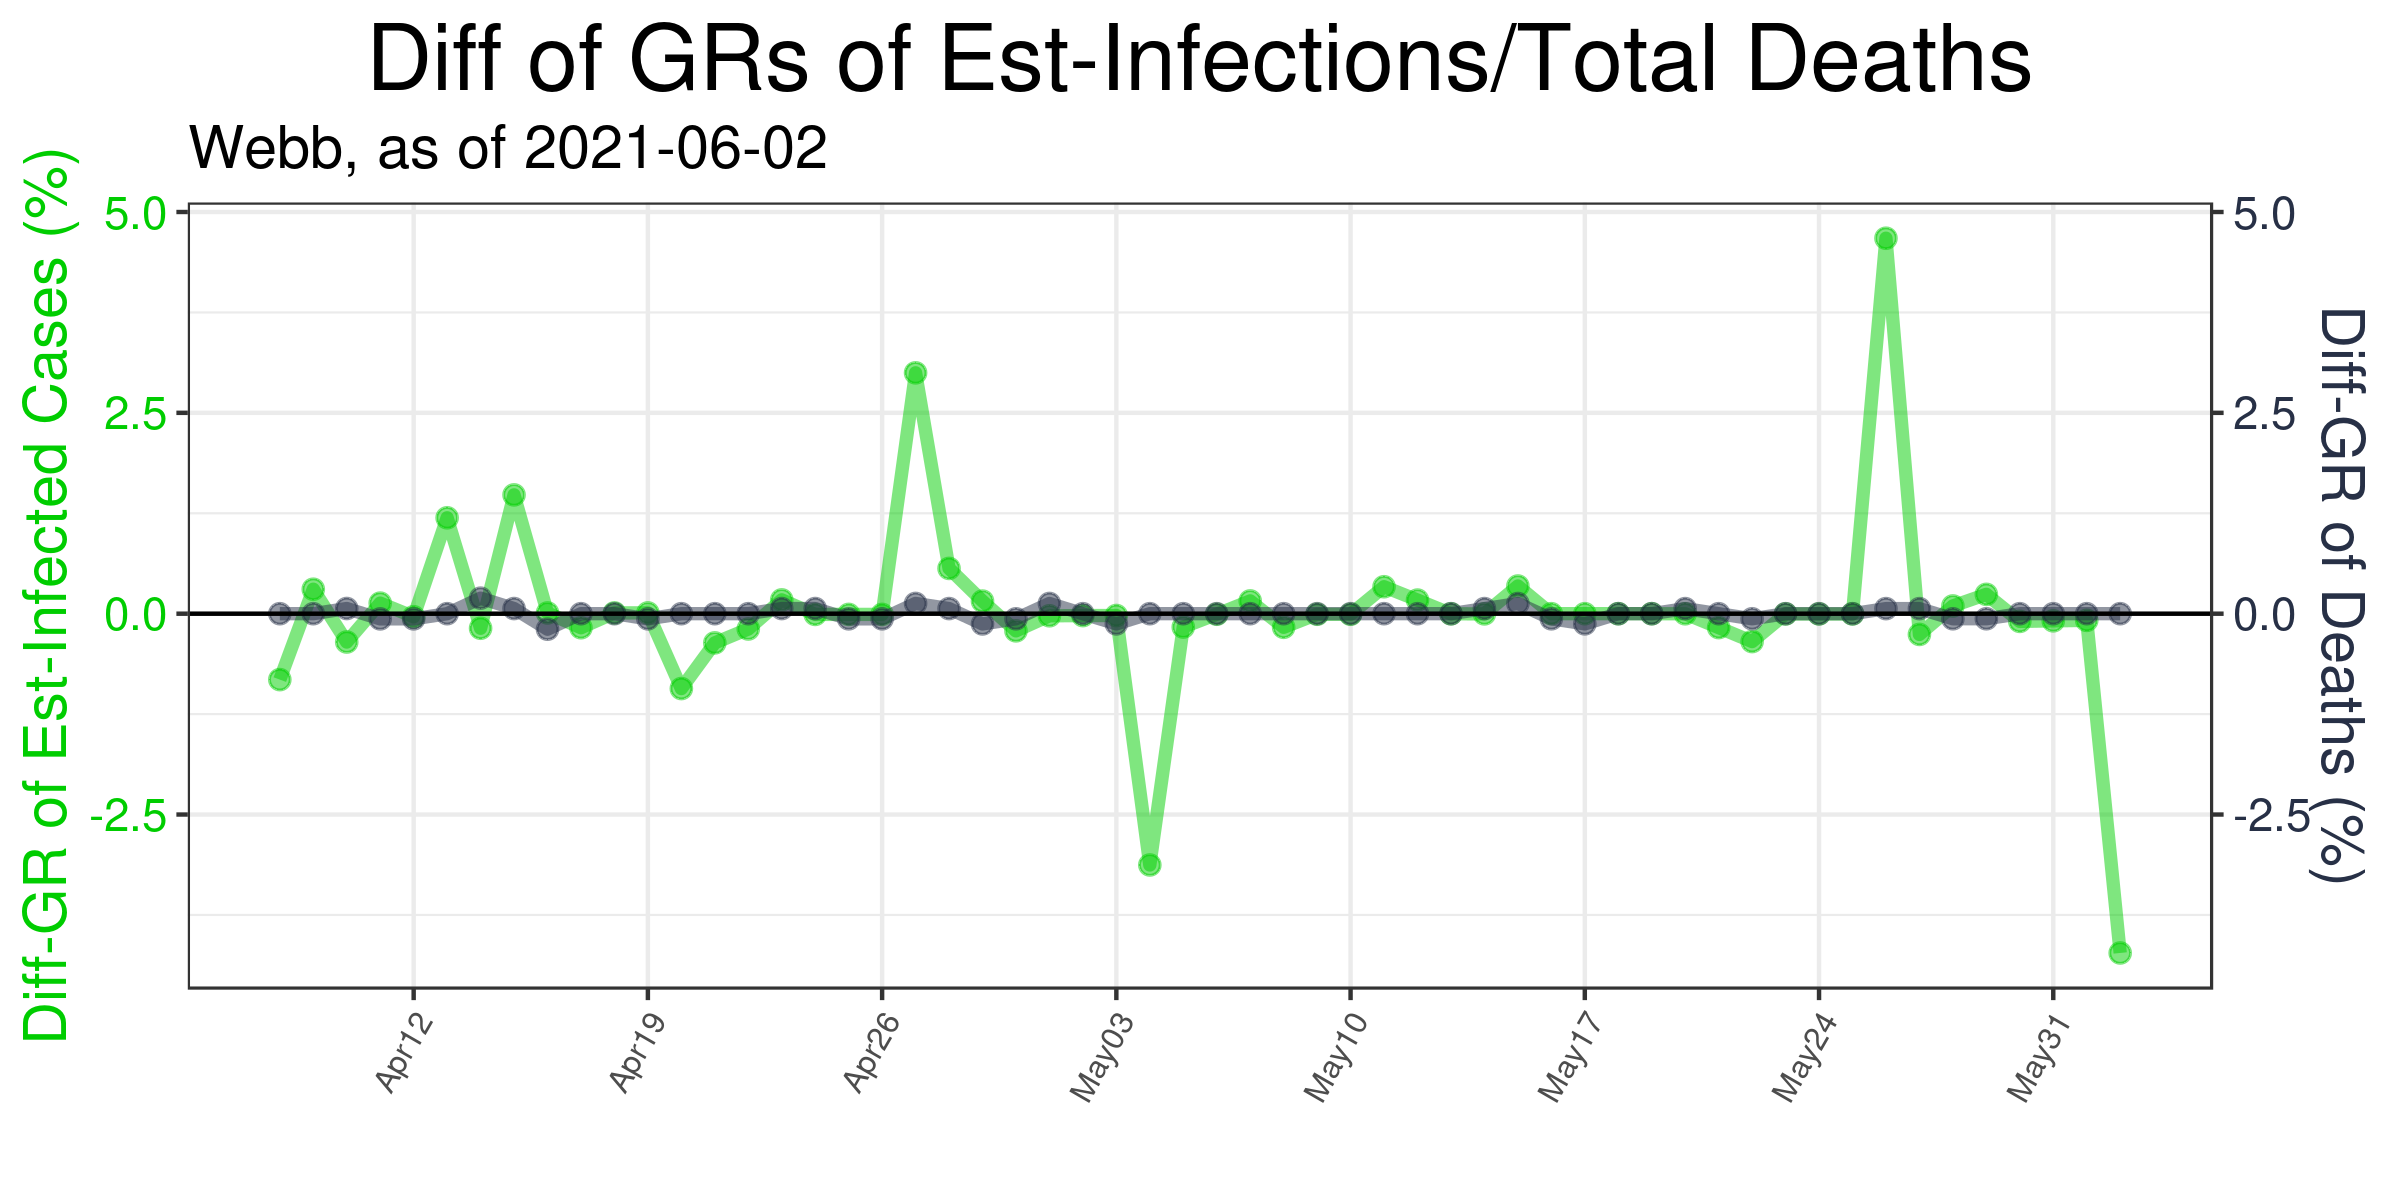 Diff of GRs of Est-Infections/Total Deaths
Webb, as of 2021-06-02
Diff-GR of Est-Infected Cases (%)
5.0
2.5
0.0
-2.5
5.0
2.5
0.0
-2.5
Diff-GR of Deaths (%)
Apr12
Apr19
Apr26
May03
May10
May17
May24
May31